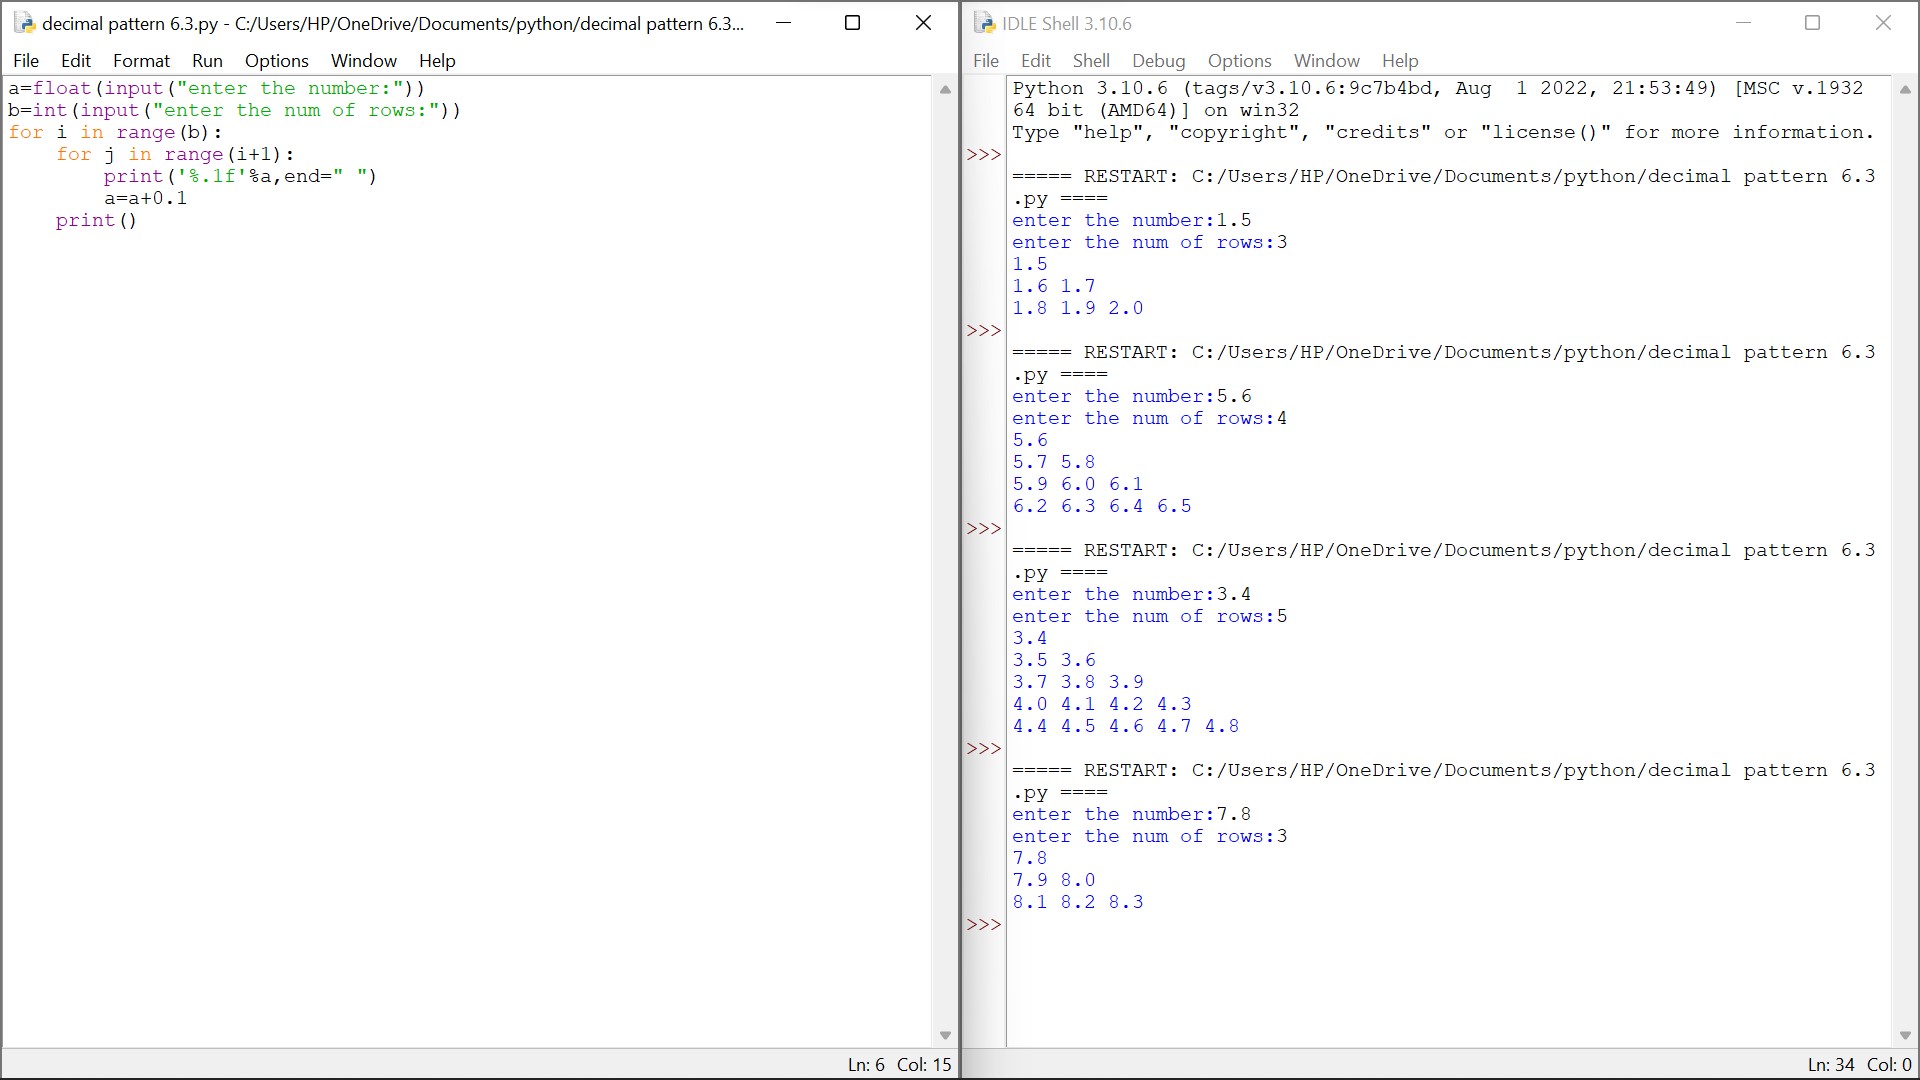 decimal pattern 6.3.py - C:/Users/HP/OneDrive/Documents/python/decimal pattern 6.3...
File Edit Format Run Options Window Help
a=float(input("enter the number:"))
b=int(input("enter the num of rows:"))
for i in range(b):
    for j in range(i+1):
        print('%.1f'%a,end=" ")
        a=a+0.1
    print()
Ln: 6 Col: 15
IDLE Shell 3.10.6
File Edit Shell Debug Options Window Help
Python 3.10.6 (tags/v3.10.6:9c7b4bd, Aug  1 2022, 21:53:49) [MSC v.1932
64 bit (AMD64)] on win32
Type "help", "copyright", "credits" or "license()" for more information.
>>>
===== RESTART: C:/Users/HP/OneDrive/Documents/python/decimal pattern 6.3
.py ====
enter the number:1.5
enter the num of rows:3
1.5
1.6 1.7
1.8 1.9 2.0
>>>
===== RESTART: C:/Users/HP/OneDrive/Documents/python/decimal pattern 6.3
.py ====
enter the number:5.6
enter the num of rows:4
5.6
5.7 5.8
5.9 6.0 6.1
6.2 6.3 6.4 6.5
>>>
===== RESTART: C:/Users/HP/OneDrive/Documents/python/decimal pattern 6.3
.py ====
enter the number:3.4
enter the num of rows:5
3.4
3.5 3.6
3.7 3.8 3.9
4.0 4.1 4.2 4.3
4.4 4.5 4.6 4.7 4.8
>>>
===== RESTART: C:/Users/HP/OneDrive/Documents/python/decimal pattern 6.3
.py ====
enter the number:7.8
enter the num of rows:3
7.8
7.9 8.0
8.1 8.2 8.3
>>>
Ln: 34 Col: 0